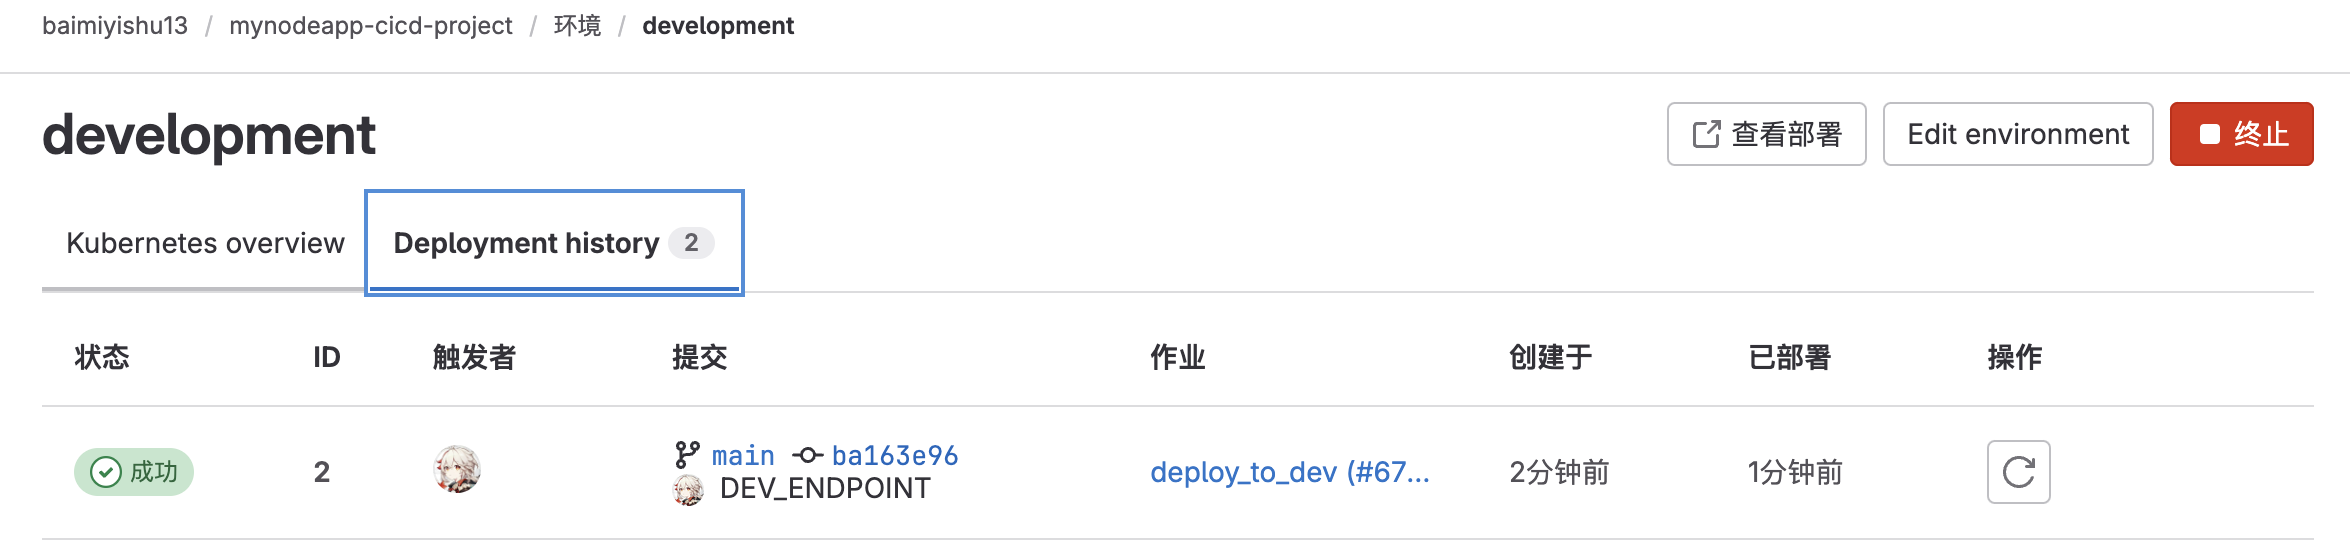 baimiyishu13 / mynodeapp-cicd-project / 环境 / development
development
查看部署
Edit environment
终止
Kubernetes overview
Deployment history 2
状态 ID 触发者 提交 作业 创建于 已部署 操作
成功 2 main ba163e96 deploy_to_dev (#67... 2分钟前 1分钟前
DEV_ENDPOINT